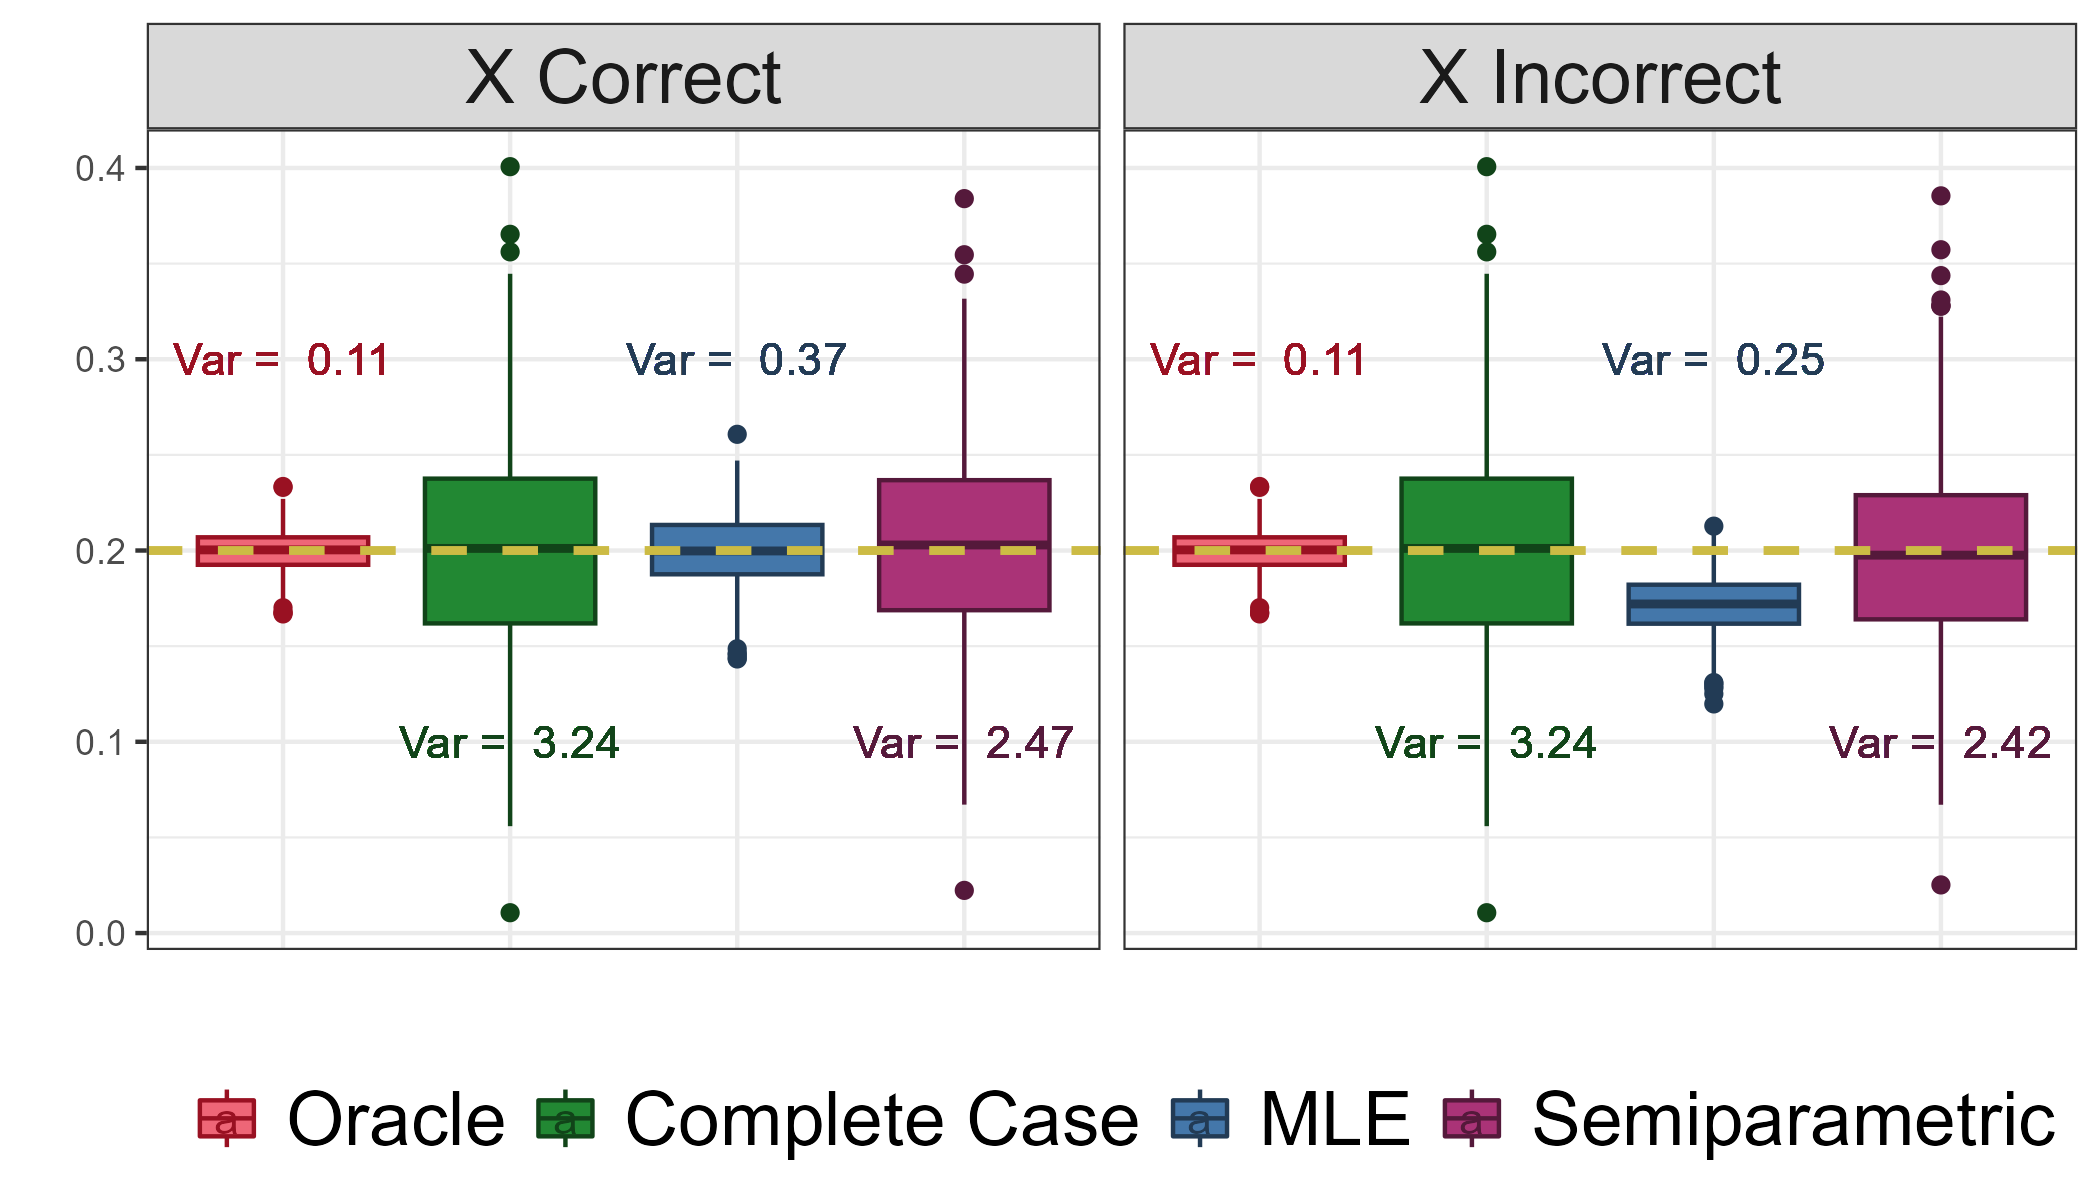 X Correct
X Incorrect
0.4
0.3
0.2
0.1
0.0
Var = 0.11
Var = 0.37
Var = 3.24
Var = 2.47
Var = 0.11
Var = 0.25
Var = 3.24
Var = 2.42
a Oracle a Complete Case a MLE a Semiparametric